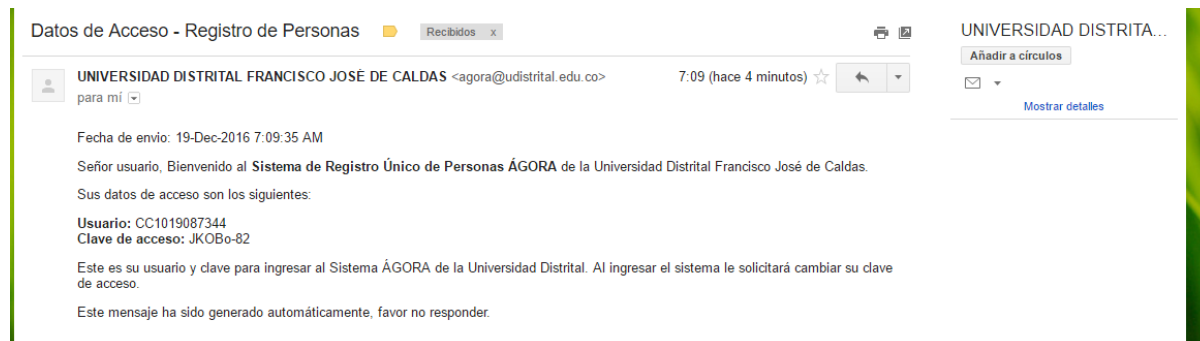 Datos de Acceso - Registro de Personas
Recibidos x
UNIVERSIDAD DISTRITAL FRANCISCO JOSÉ DE CALDAS <agora@udistrital.edu.co>
7:09 (hace 4 minutos)
para mí
Fecha de envio: 19-Dec-2016 7:09:35 AM
Señor usuario, Bienvenido al Sistema de Registro Único de Personas ÁGORA de la Universidad Distrital Francisco José de Caldas.
Sus datos de acceso son los siguientes:
Usuario: CC1019087344
Clave de acceso: JKOBo-82
Este es su usuario y clave para ingresar al Sistema ÁGORA de la Universidad Distrital. Al ingresar el sistema le solicitará cambiar su clave
de acceso.
Este mensaje ha sido generado automáticamente, favor no responder.
UNIVERSIDAD DISTRITA...
Añadir a círculos
Mostrar detalles